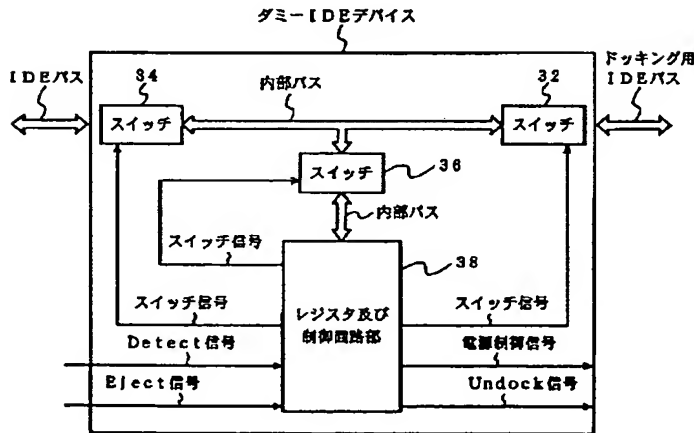 ダミーIDEデバイス
IDEバス
34
内部バス
32
ドッキング用
IDEバス
スイッチ
スイッチ
スイッチ
36
内部バス
スイッチ信号
38
スイッチ信号
レジスタ及び
制御回路部
スイッチ信号
Detect信号
電源制御信号
Eject信号
Undock信号